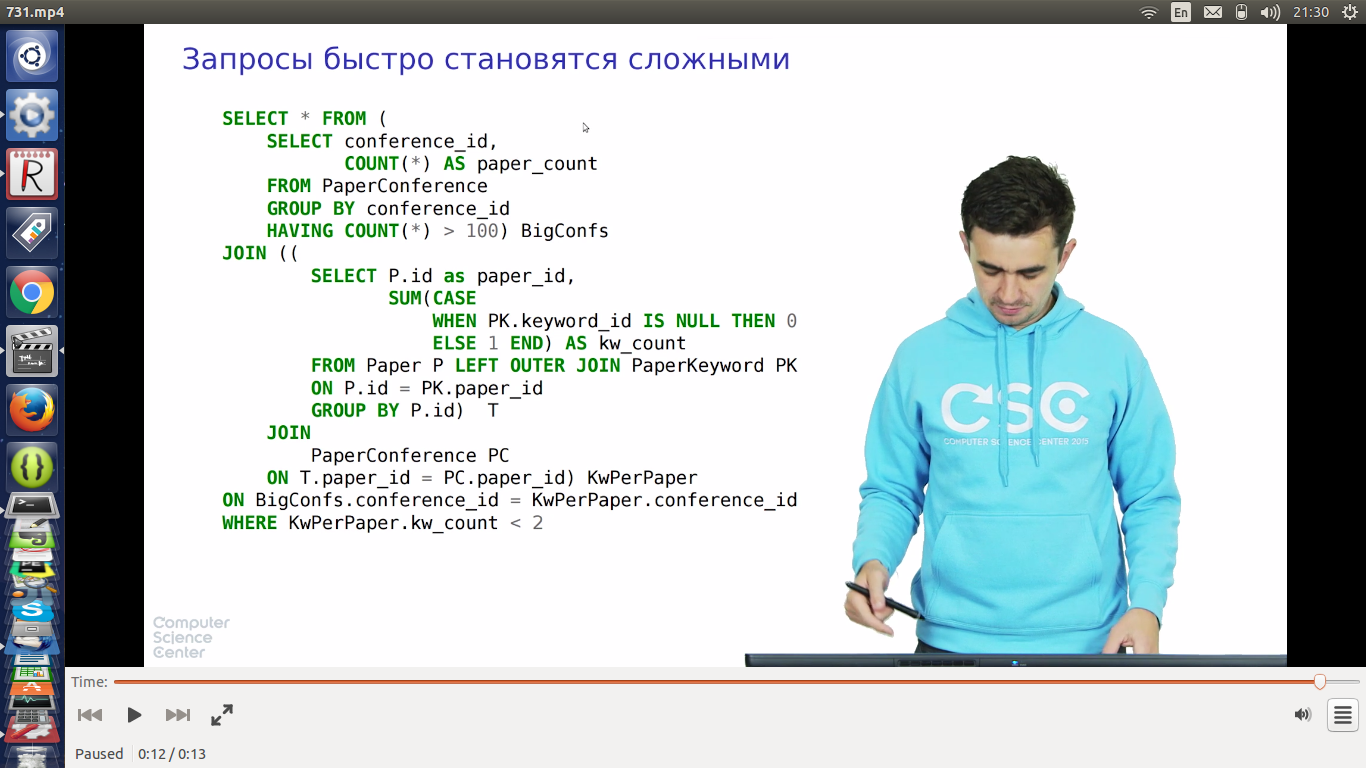 731.mp4
En
21:30
Запросы быстро становятся сложными
SELECT * FROM (
SELECT conference_id,
COUNT(*) AS paper_count
FROM PaperConference
GROUP BY conference_id
HAVING COUNT(*) > 100) BigConfs
JOIN ((
SELECT P.id as paper_id,
SUM(CASE
WHEN PK.keyword_id IS NULL THEN 0
ELSE 1 END) AS kw_count
FROM Paper P LEFT OUTER JOIN PaperKeyword PK
ON P.id = PK.paper_id
GROUP BY P.id)  T
JOIN
PaperConference PC
ON T.paper_id = PC.paper_id) KwPerPaper
ON BigConfs.conference_id = KwPerPaper.conference_id
WHERE KwPerPaper.kw_count < 2
CSC
COMPUTER SCIENCE CENTER 2015
Computer
Science
Center
Time:
Paused
0:12 / 0:13